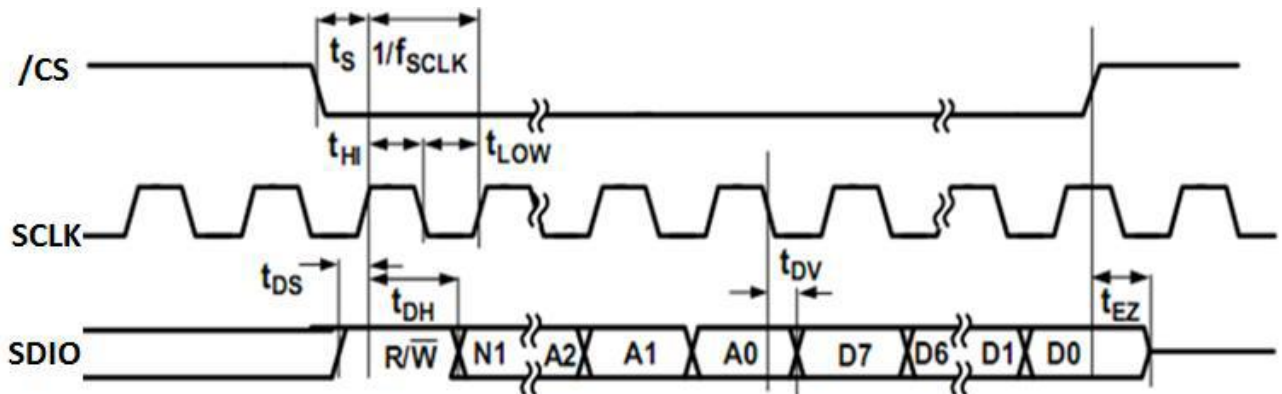 tS 1/fSCLK
/CS
tHI tLOW
SCLK
tDS tDH tDV tEZ
SDIO R/W̅ N1 A2 A1 A0 D7 D6 D1 D0